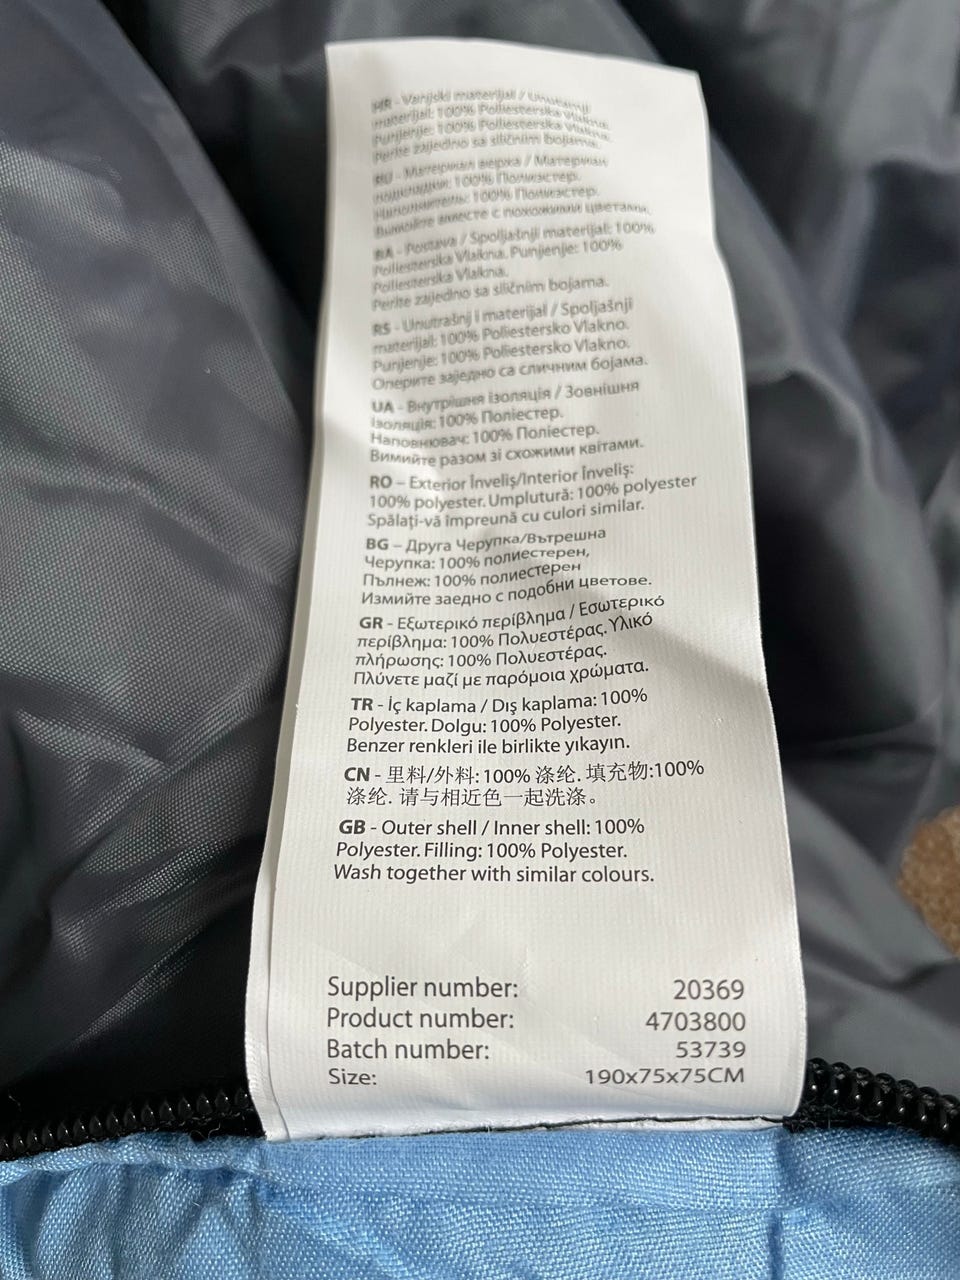 HR - Vanjski materijal / Unutarnji
materijal: 100% Poliesterska Vlakna.
Punjenje: 100% Poliesterska Vlakna.
Perite zajedno sa sličnim bojama.
RU - Материал верха / Материал
подкладки: 100% Полиэстер.
Наполнитель: 100% Полиэстер.
Вымойте вместе с похожими цветами.
BA - Postava / Spoljašnji materijal: 100%
Poliesterska Vlakna. Punjenje: 100%
Poliesterska Vlakna.
Perite zajedno sa sličnim bojama.
RS - Unutrašnj i materijal / Spoljašnji
materijal: 100% Poliestersko Vlakno.
Punjenje: 100% Poliestersko Vlakno.
Оперите заједно са сличним бојама.
UA - Внутрішня ізоляція / Зовнішня
ізоляція: 100% Поліестер.
Наповнювач: 100% Поліестер.
Вимийте разом зі схожими квітами.
RO – Exterior Înveliş/Interior Înveliş:
100% polyester. Umplutură: 100% polyester
Spălaţi-vă împreună cu culori similar.
BG – Друга Черупка/Вътрешна
Черупка: 100% полиестерен,
Пълнеж: 100% полиестерен
Измийте заедно с подобни цветове.
GR - Εξωτερικό περίβλημα / Εσωτερικό
περίβλημα: 100% Πολυεστέρας. Υλικό
πλήρωσης: 100% Πολυεστέρας.
Πλύνετε μαζί με παρόμοια χρώματα.
TR - İç kaplama / Dış kaplama: 100%
Polyester. Dolgu: 100% Polyester.
Benzer renkleri ile birlikte yıkayın.
CN - 里料/外料: 100% 涤纶. 填充物:100%
涤纶. 请与相近色一起洗涤。
GB - Outer shell / Inner shell: 100%
Polyester. Filling: 100% Polyester.
Wash together with similar colours.
Supplier number: 20369
Product number: 4703800
Batch number: 53739
Size: 190x75x75CM